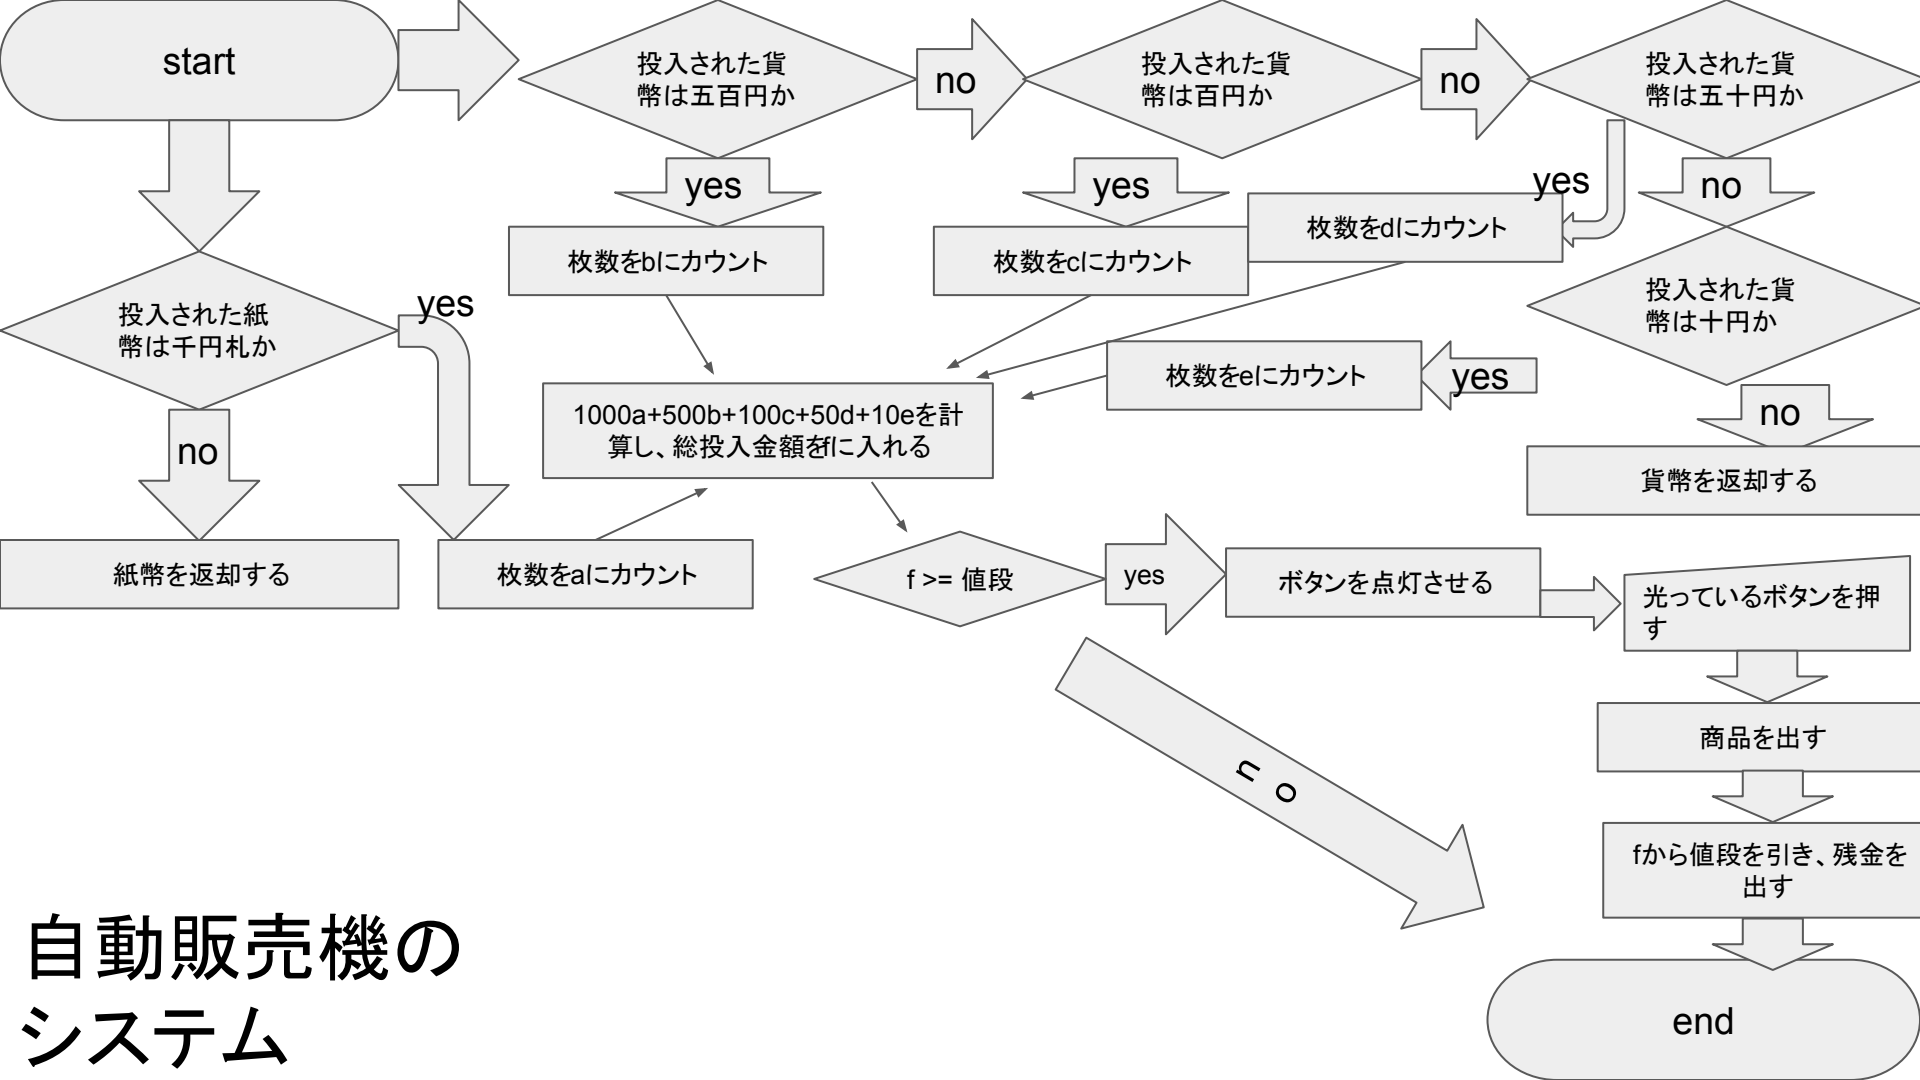 start
投入された貨
幣は五百円か
no
投入された貨
幣は百円か
no
投入された貨
幣は五十円か
yes
yes
yes
no
枚数をbにカウント
枚数をcにカウント
枚数をdにカウント
投入された紙
幣は千円札か
yes
投入された貨
幣は十円か
枚数をeにカウント
yes
no
1000a+500b+100c+50d+10eを計
算し、総投入金額をfに入れる
no
貨幣を返却する
紙幣を返却する
枚数をaにカウント
f >= 値段
yes
ボタンを点灯させる
光っているボタンを押
す
no
商品を出す
fから値段を引き、残金を
出す
end
自動販売機の
システム